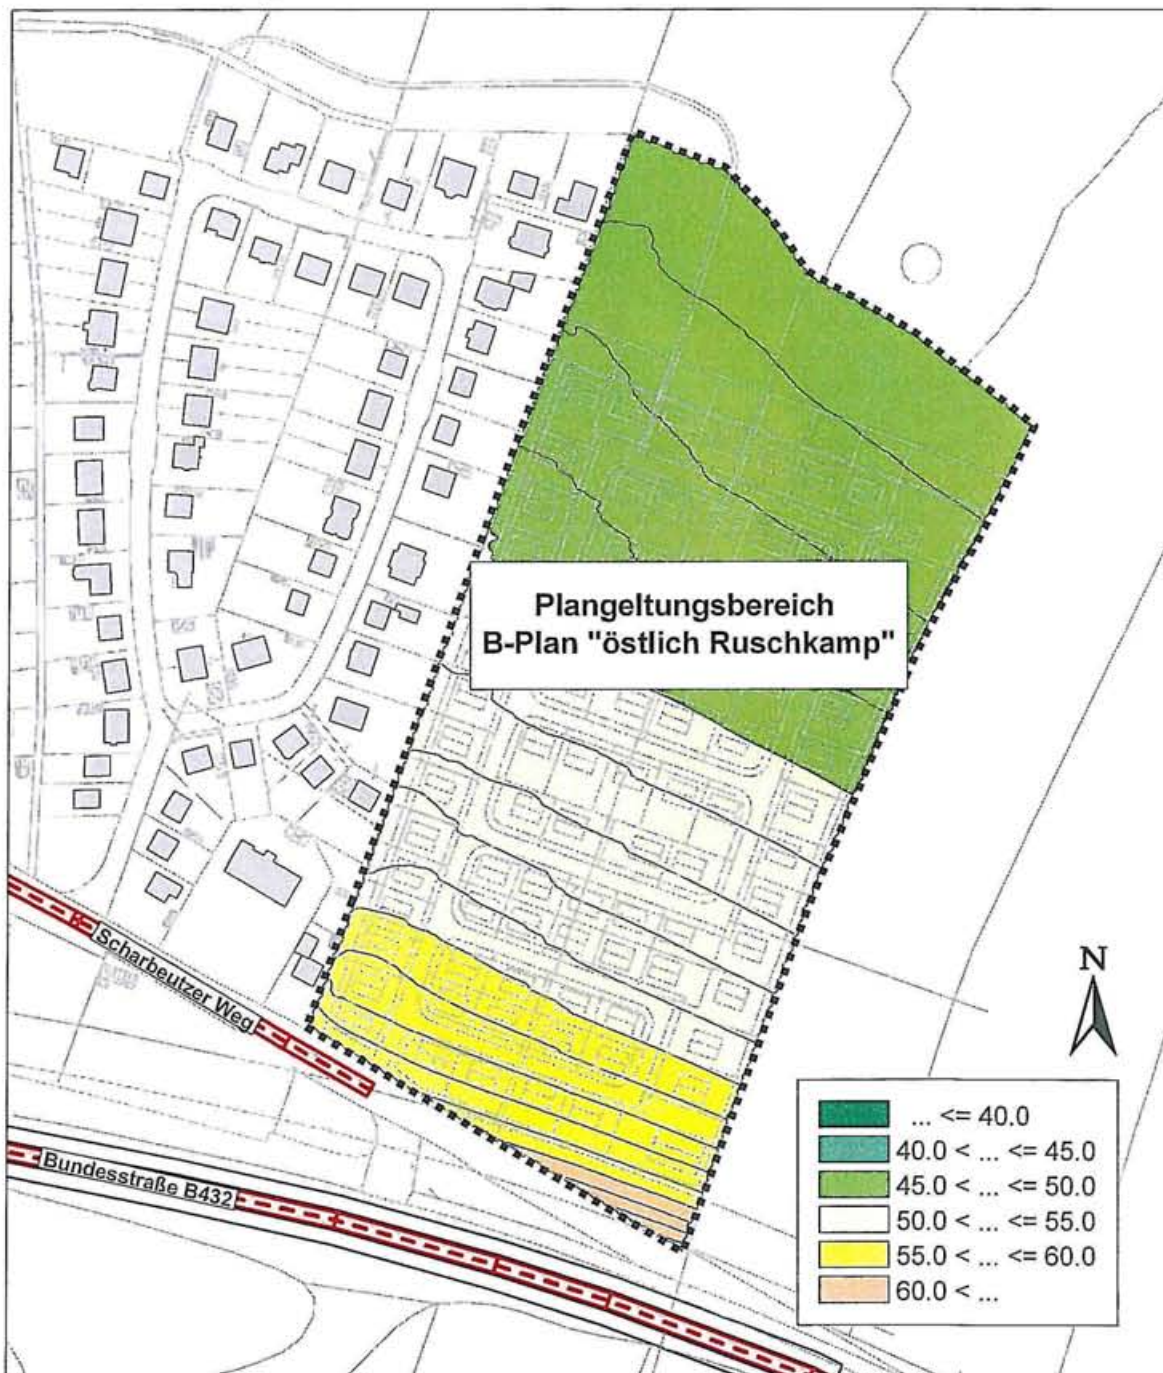 Plangeltungsbereich
B-Plan "östlich Ruschkamp"
Scharbeutzer Weg
Bundesstraße B432
N
... <= 40.0
40.0 < ... <= 45.0
45.0 < ... <= 50.0
50.0 < ... <= 55.0
55.0 < ... <= 60.0
60.0 < ...